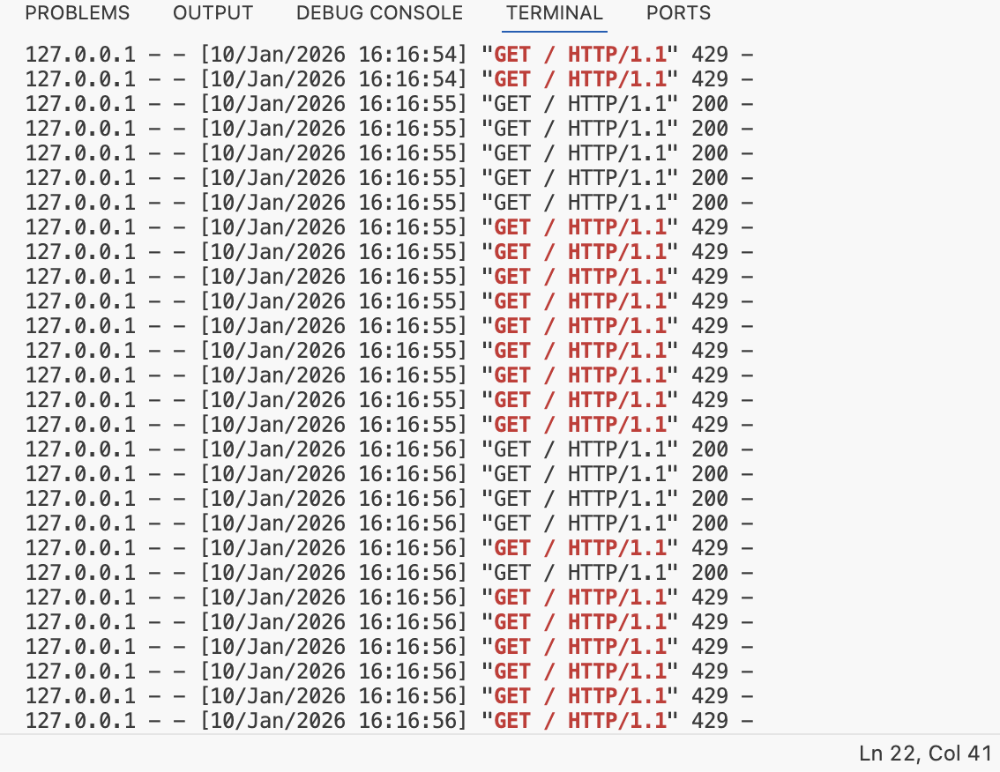 PROBLEMS OUTPUT DEBUG CONSOLE TERMINAL PORTS
127.0.0.1 - - [10/Jan/2026 16:16:54] "GET / HTTP/1.1" 429 -
127.0.0.1 - - [10/Jan/2026 16:16:54] "GET / HTTP/1.1" 429 -
127.0.0.1 - - [10/Jan/2026 16:16:55] "GET / HTTP/1.1" 200 -
127.0.0.1 - - [10/Jan/2026 16:16:55] "GET / HTTP/1.1" 200 -
127.0.0.1 - - [10/Jan/2026 16:16:55] "GET / HTTP/1.1" 200 -
127.0.0.1 - - [10/Jan/2026 16:16:55] "GET / HTTP/1.1" 200 -
127.0.0.1 - - [10/Jan/2026 16:16:55] "GET / HTTP/1.1" 200 -
127.0.0.1 - - [10/Jan/2026 16:16:55] "GET / HTTP/1.1" 429 -
127.0.0.1 - - [10/Jan/2026 16:16:55] "GET / HTTP/1.1" 429 -
127.0.0.1 - - [10/Jan/2026 16:16:55] "GET / HTTP/1.1" 429 -
127.0.0.1 - - [10/Jan/2026 16:16:55] "GET / HTTP/1.1" 429 -
127.0.0.1 - - [10/Jan/2026 16:16:55] "GET / HTTP/1.1" 429 -
127.0.0.1 - - [10/Jan/2026 16:16:55] "GET / HTTP/1.1" 429 -
127.0.0.1 - - [10/Jan/2026 16:16:55] "GET / HTTP/1.1" 429 -
127.0.0.1 - - [10/Jan/2026 16:16:55] "GET / HTTP/1.1" 429 -
127.0.0.1 - - [10/Jan/2026 16:16:55] "GET / HTTP/1.1" 429 -
127.0.0.1 - - [10/Jan/2026 16:16:56] "GET / HTTP/1.1" 200 -
127.0.0.1 - - [10/Jan/2026 16:16:56] "GET / HTTP/1.1" 200 -
127.0.0.1 - - [10/Jan/2026 16:16:56] "GET / HTTP/1.1" 200 -
127.0.0.1 - - [10/Jan/2026 16:16:56] "GET / HTTP/1.1" 200 -
127.0.0.1 - - [10/Jan/2026 16:16:56] "GET / HTTP/1.1" 429 -
127.0.0.1 - - [10/Jan/2026 16:16:56] "GET / HTTP/1.1" 200 -
127.0.0.1 - - [10/Jan/2026 16:16:56] "GET / HTTP/1.1" 429 -
127.0.0.1 - - [10/Jan/2026 16:16:56] "GET / HTTP/1.1" 429 -
127.0.0.1 - - [10/Jan/2026 16:16:56] "GET / HTTP/1.1" 429 -
127.0.0.1 - - [10/Jan/2026 16:16:56] "GET / HTTP/1.1" 429 -
127.0.0.1 - - [10/Jan/2026 16:16:56] "GET / HTTP/1.1" 429 -
127.0.0.1 - - [10/Jan/2026 16:16:56] "GET / HTTP/1.1" 429 -
Ln 22, Col 41